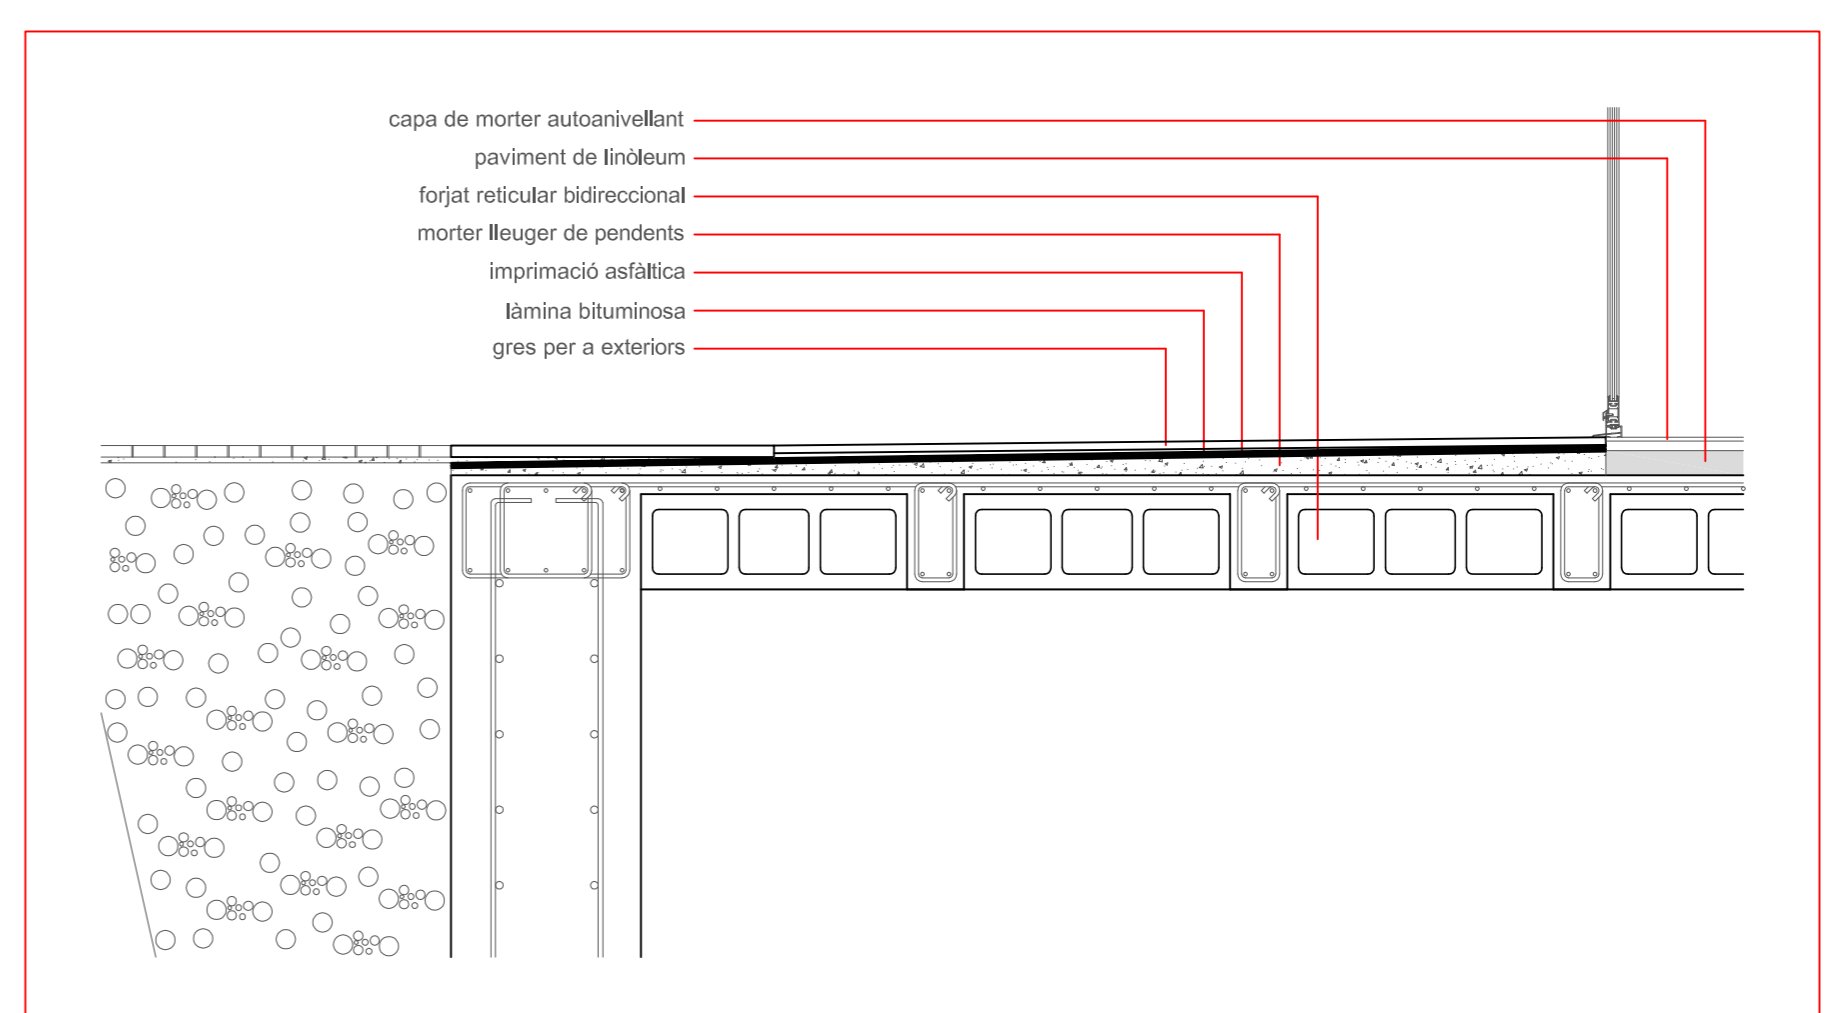 capa de morter autoanivellant
paviment de linòleum
forjat reticular bidireccional
morter lleuger de pendents
imprimació asfàltica
làmina bituminosa
gres per a exteriors